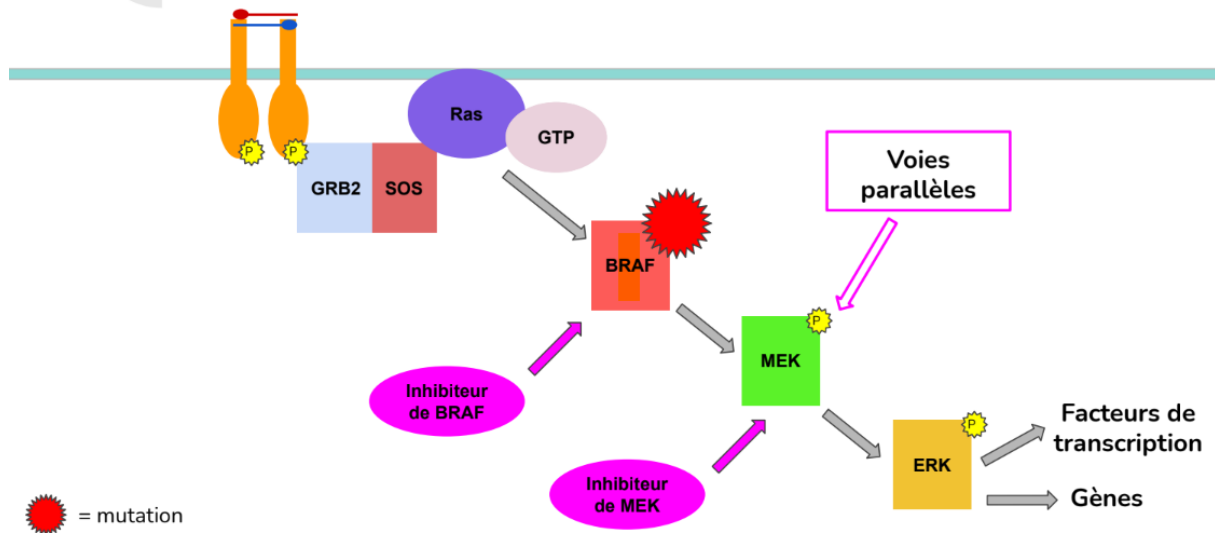 Ras
GTP
P
P
GRB2
SOS
Voies
parallèles
BRAF
P
MEK
Inhibiteur
de BRAF
P
ERK
Facteurs de
transcription
Inhibiteur
de MEK
Gènes
= mutation